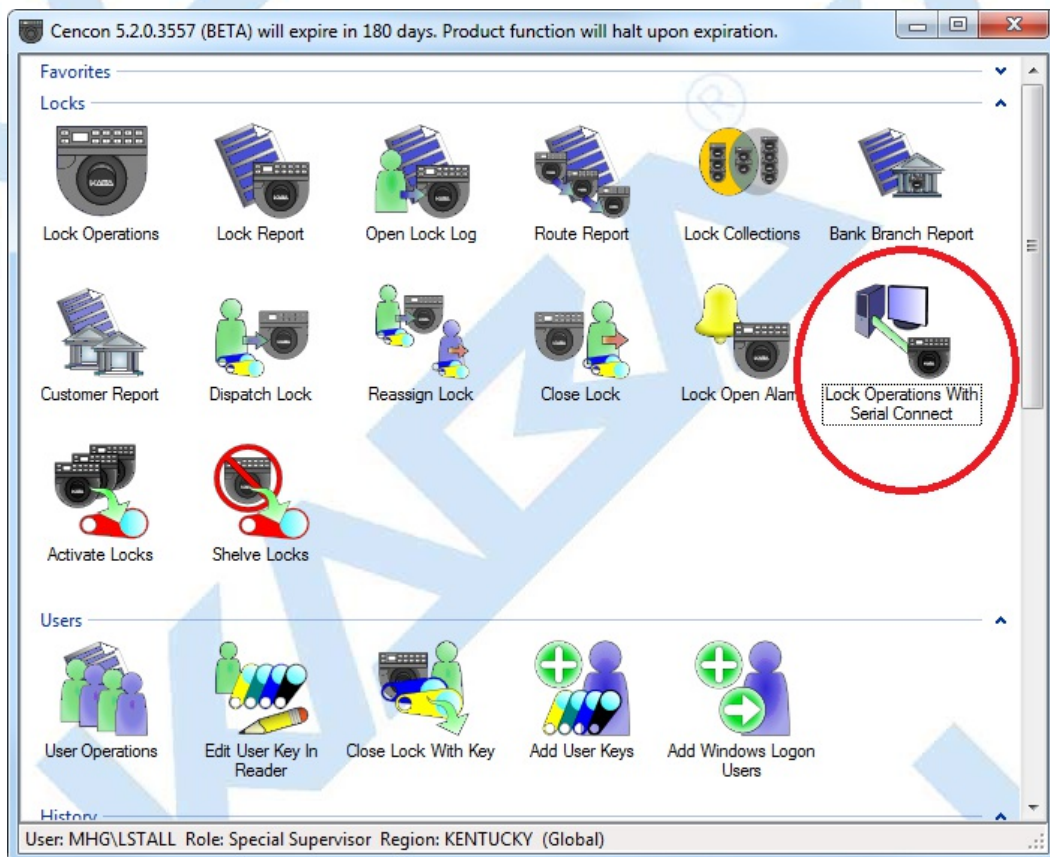 Cencon 5.2.0.3557 (BETA) will expire in 180 days. Product function will halt upon expiration.
Favorites
Locks
Lock Operations
Lock Report
Open Lock Log
Route Report
Lock Collections
Bank Branch Report
Customer Report
Dispatch Lock
Reassign Lock
Close Lock
Lock Open Alarm
Lock Operations With
Serial Connect
Activate Locks
Shelve Locks
Users
User Operations
Edit User Key In
Reader
Close Lock With Key
Add User Keys
Add Windows Logon
Users
History
User: MHG\LSTALL Role: Special Supervisor Region: KENTUCKY (Global)
KABA
®